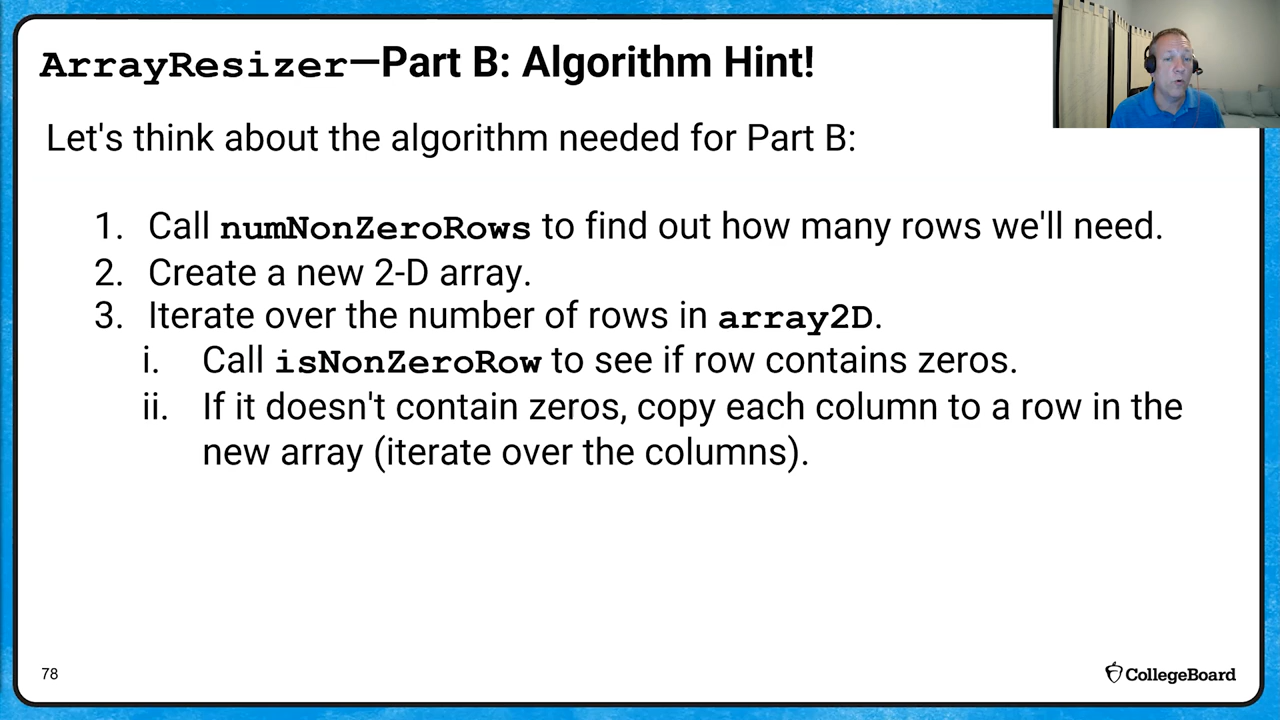 ArrayResizer—Part B: Algorithm Hint!
Let's think about the algorithm needed for Part B:
1. Call numNonZeroRows to find out how many rows we'll need.
2. Create a new 2-D array.
3. Iterate over the number of rows in array2D.
i. Call isNonZeroRow to see if row contains zeros.
ii. If it doesn't contain zeros, copy each column to a row in the
new array (iterate over the columns).
78
CollegeBoard